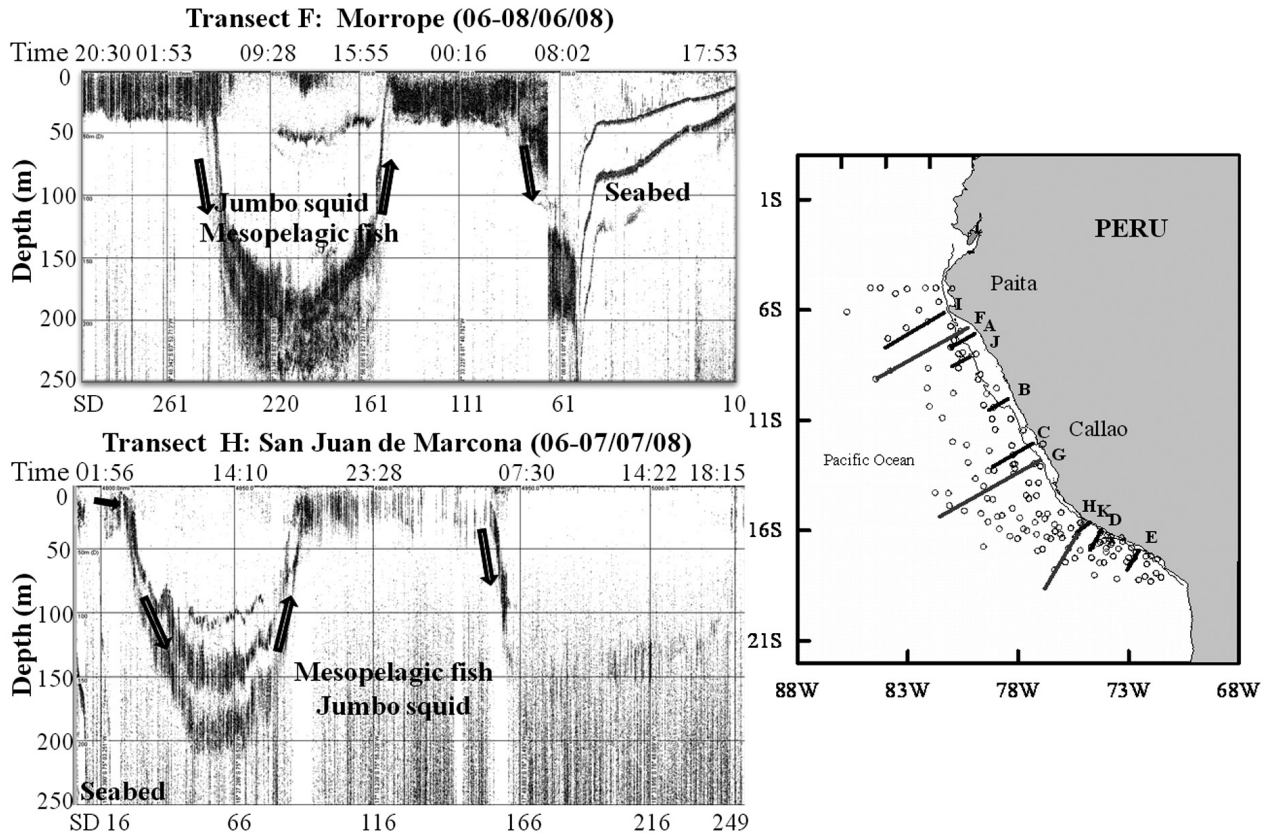 Transect F: Morrope (06-08/06/08)
Time 20:30 01:53 09:28 15:55 00:16 08:02 17:53
0
50
100
150
200
250
Depth (m)
Jumbo squid
Mesopelagic fish
Seabed
SD 261 220 161 111 61 10
Transect H: San Juan de Marcona (06-07/07/08)
Time 01:56 14:10 23:28 07:30 14:22 18:15
0
50
100
150
200
250
Depth (m)
Mesopelagic fish
Jumbo squid
Seabed
SD 16 66 116 166 216 249
1S
6S
11S
16S
21S
PERU
Paita
I
F
A
J
B
C
Callao
G
Pacific Ocean
H
K
D
E
88W 83W 78W 73W 68W